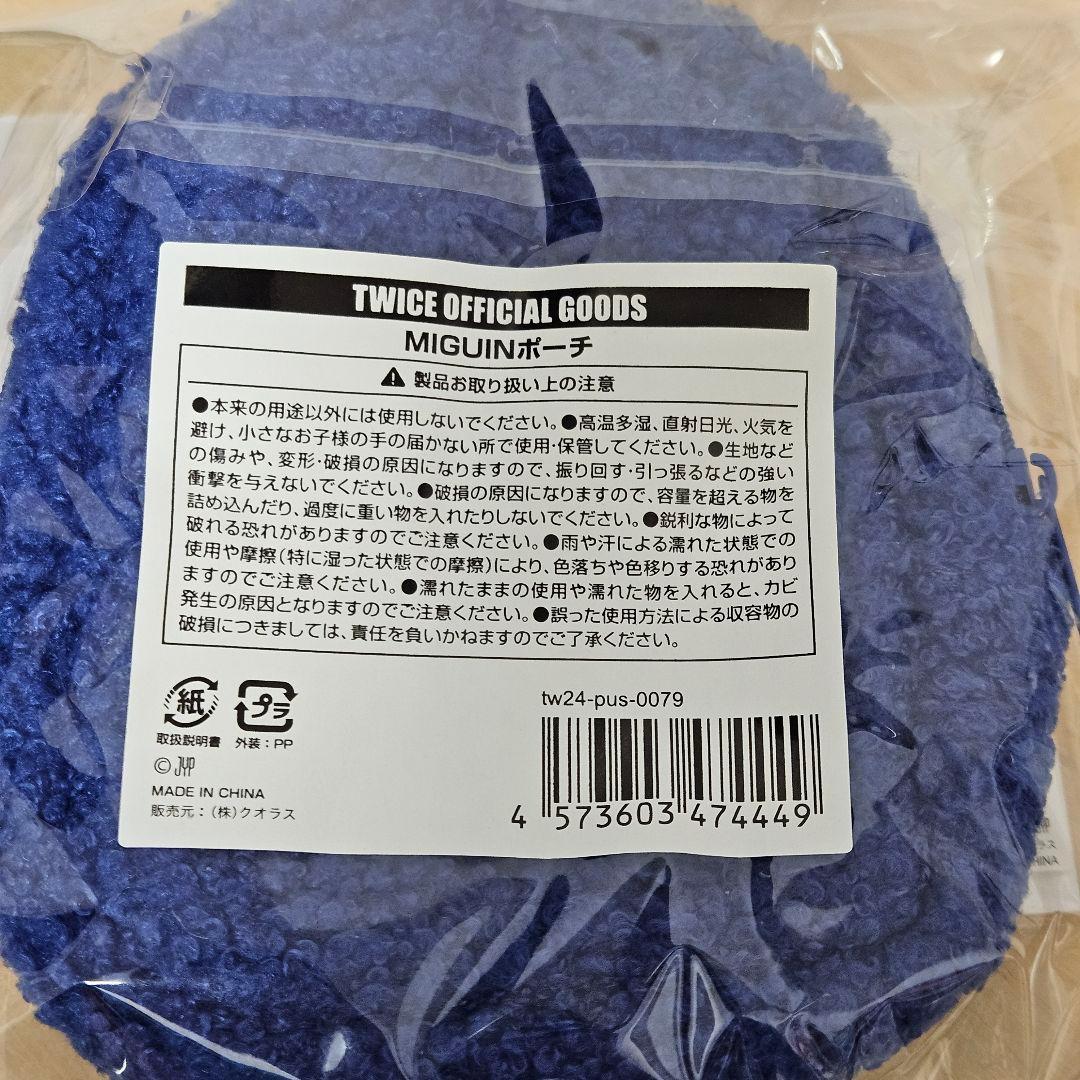 TWICE OFFICIAL GOODS
MIGUINポーチ
製品お取り扱い上の注意
●本来の用途以外には使用しないでください。●高温多湿、直射日光、火気を
避け、小さなお子様の手の届かない所で使用・保管してください。●生地など
の傷みや、変形・破損の原因になりますので、振り回す・引っ張るなどの強い
衝撃を与えないでください。●破損の原因になりますので、容量を超える物を
詰め込んだり、過度に重い物を入れたりしないでください。●鋭利な物によって
破れる恐れがありますのでご注意ください。●雨や汗による濡れた状態での
使用や摩擦(特に湿った状態での摩擦)により、色落ちや色移りする恐れがあり
ますのでご注意ください。●濡れたままの使用や濡れた物を入れると、カビ
発生の原因となりますのでご注意ください。●誤った使用方法による収容物の
破損につきましては、責任を負いかねますのでご了承ください。
紙
取扱説明書
プラ
外装:PP
© JYP
MADE IN CHINA
販売元:(株)クオラス
tw24-pus-0079
4 573603 474449
JYP
ラス
HINA